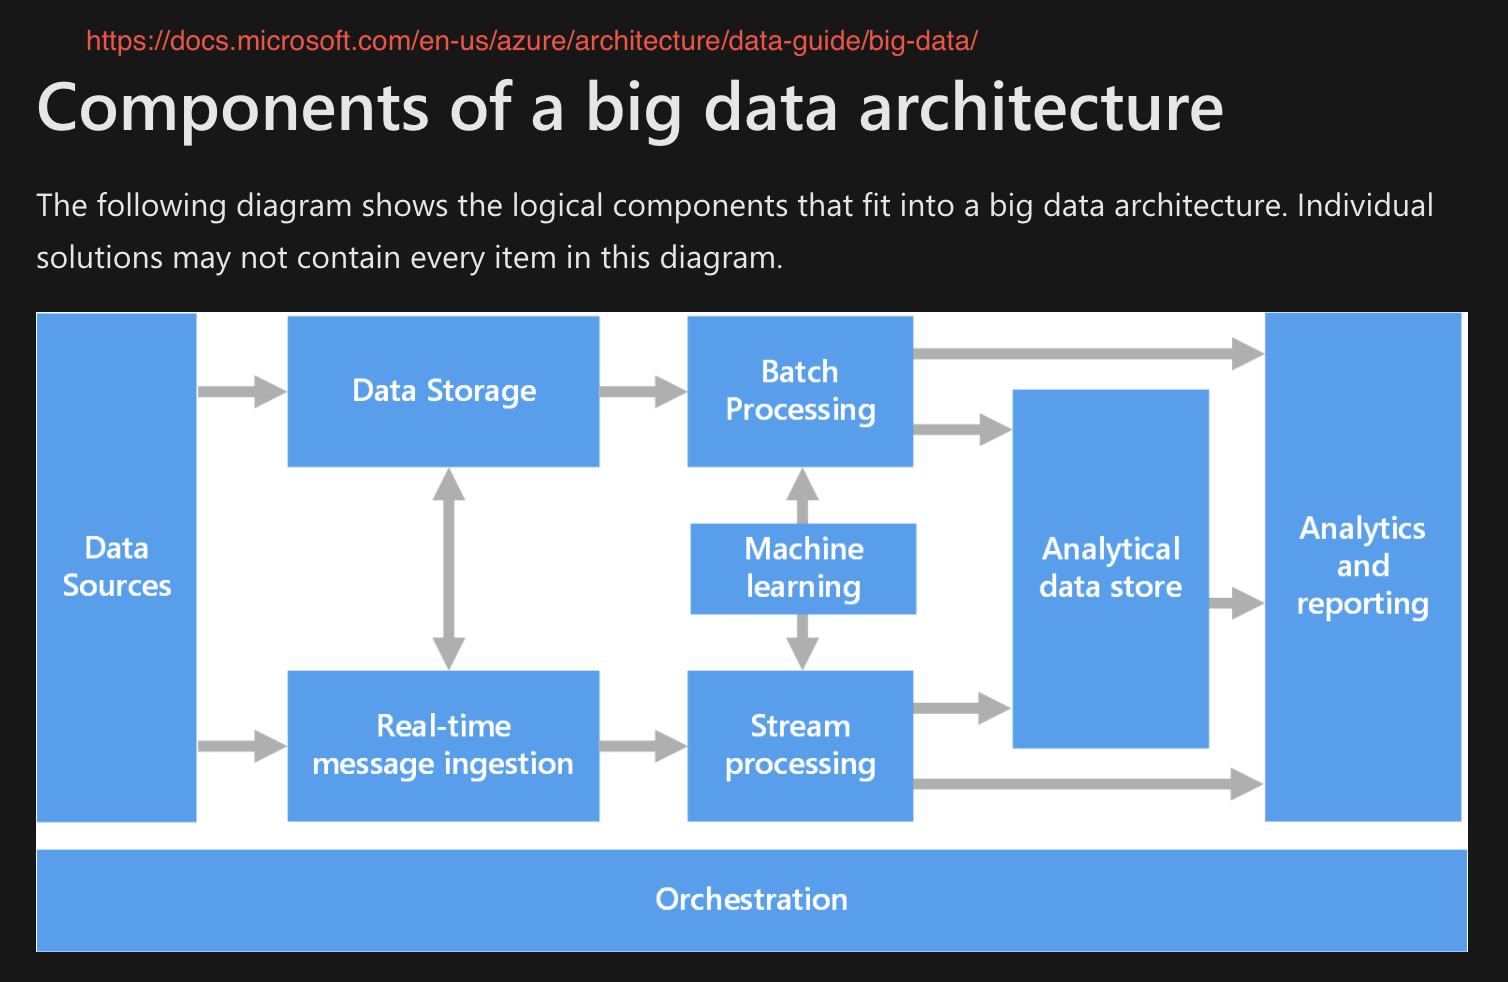 https://docs.microsoft.com/en-us/azure/architecture/data-guide/big-data/
Components of a big data architecture
The following diagram shows the logical components that fit into a big data architecture. Individual
solutions may not contain every item in this diagram.
Data
Sources
Data Storage
Real-time
message ingestion
Batch
Processing
Machine
learning
Stream
processing
Analytical
data store
Analytics
and
reporting
Orchestration